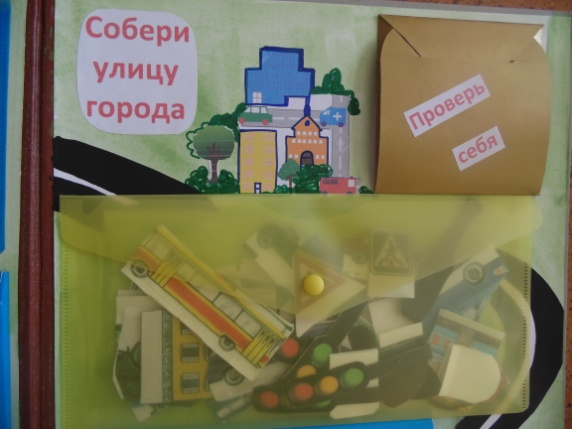 Собери
улицу
города
Проверь
себя